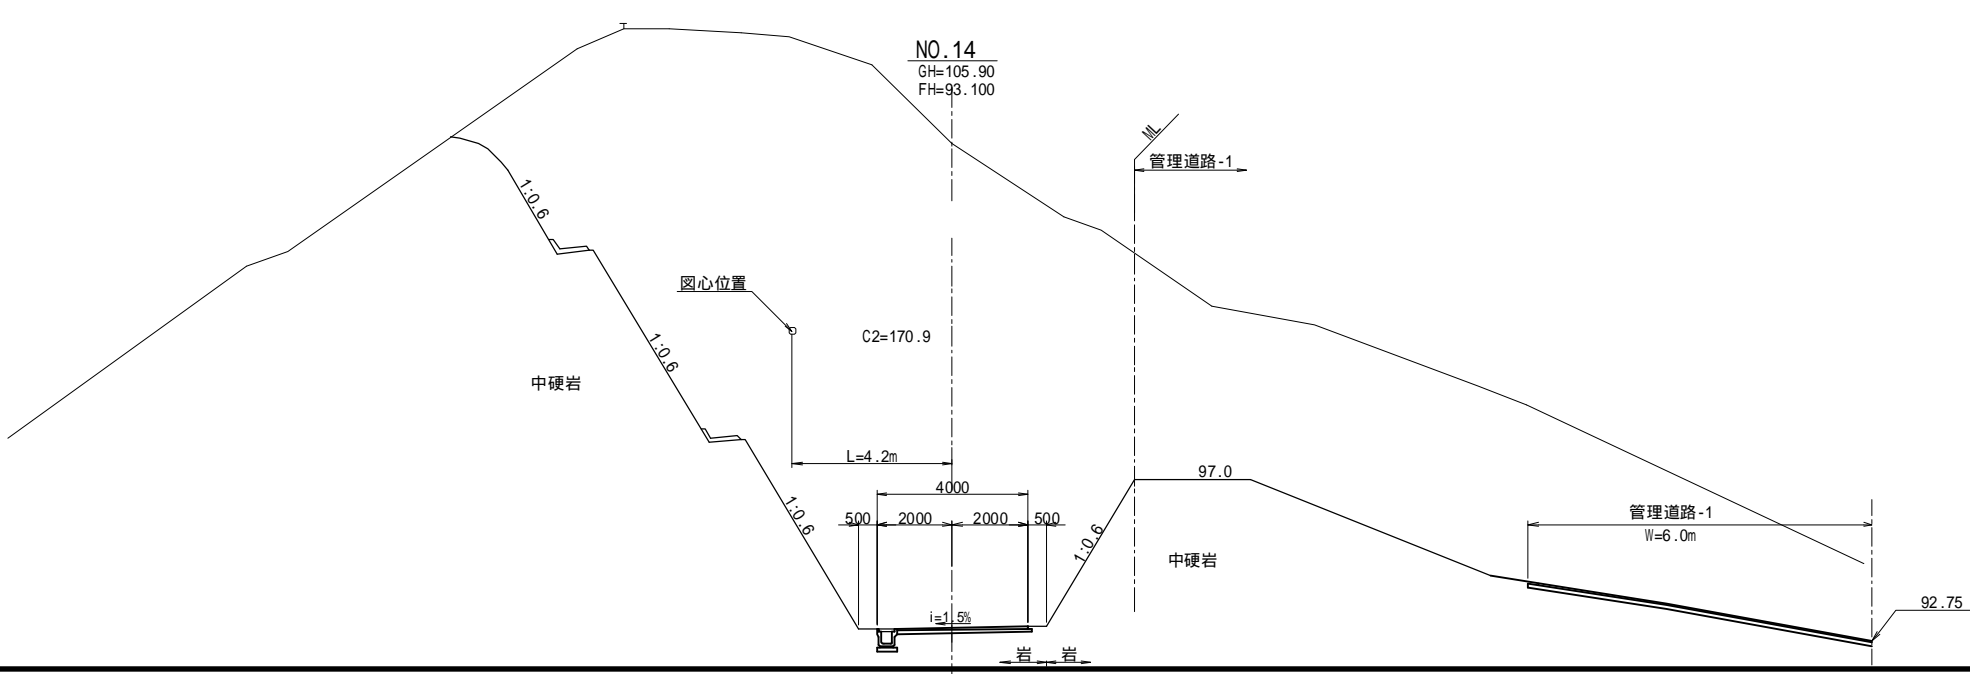 NO.14
GH=105.90
FH=93.100
ML
管理道路-1
1:0.6
図心位置
C2=170.9
1:0.6
中硬岩
L=4.2m
97.0
4000
1:0.6
500
2000
2000
500
管理道路-1
W=6.0m
1:0.6
中硬岩
i=1.5%
92.75
岩
岩